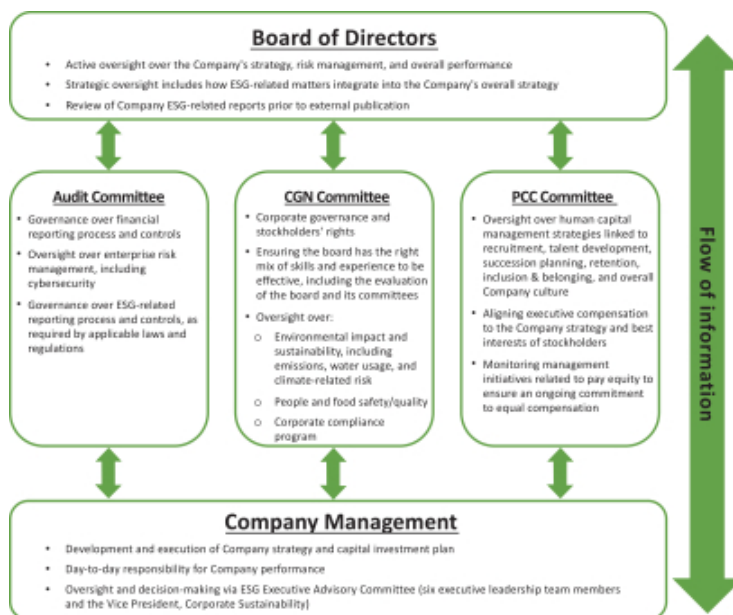 Board of Directors
• Active oversight over the Company's strategy, risk management, and overall performance
• Strategic oversight includes how ESG-related matters integrate into the Company's overall strategy
• Review of Company ESG-related reports prior to external publication
Audit Committee
• Governance over financial
reporting process and controls
• Oversight over enterprise risk
management, including
cybersecurity
• Governance over ESG-related
reporting process and controls, as
required by applicable laws and
regulations
CGN Committee
• Corporate governance and
stockholders' rights
• Ensuring the board has the right
mix of skills and experience to be
effective, including the evaluation
of the board and its committees
• Oversight over:
o Environmental impact and
sustainability, including
emissions, water usage, and
climate-related risk
o People and food safety/quality
o Corporate compliance
program
PCC Committee
• Oversight over human capital
management strategies linked to
recruitment, talent development,
succession planning, retention,
inclusion & belonging, and overall
Company culture
• Aligning executive compensation
to the Company strategy and best
interests of stockholders
• Monitoring management
initiatives related to pay equity to
ensure an ongoing commitment
to equal compensation
Flow of information
Company Management
• Development and execution of Company strategy and capital investment plan
• Day-to-day responsibility for Company performance
• Oversight and decision-making via ESG Executive Advisory Committee (six executive leadership team members
and the Vice President, Corporate Sustainability)